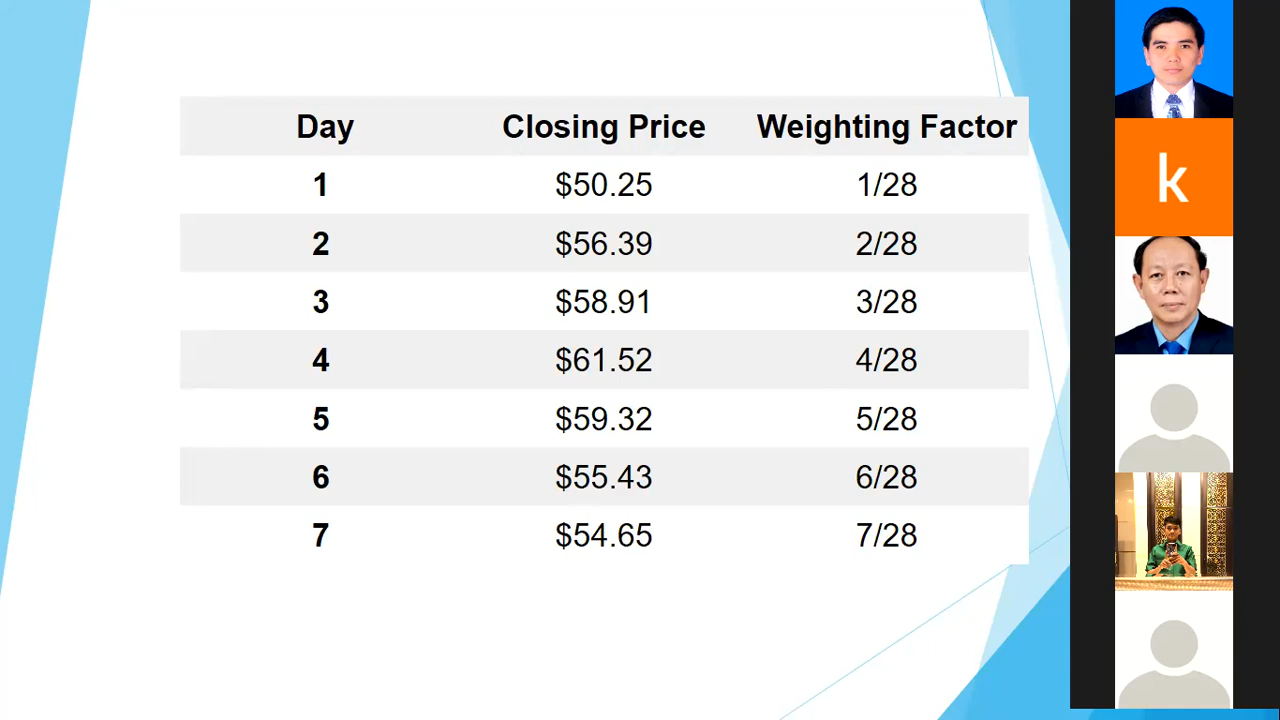 Day Closing Price Weighting Factor
1 $50.25 1/28
2 $56.39 2/28
3 $58.91 3/28
4 $61.52 4/28
5 $59.32 5/28
6 $55.43 6/28
7 $54.65 7/28
k